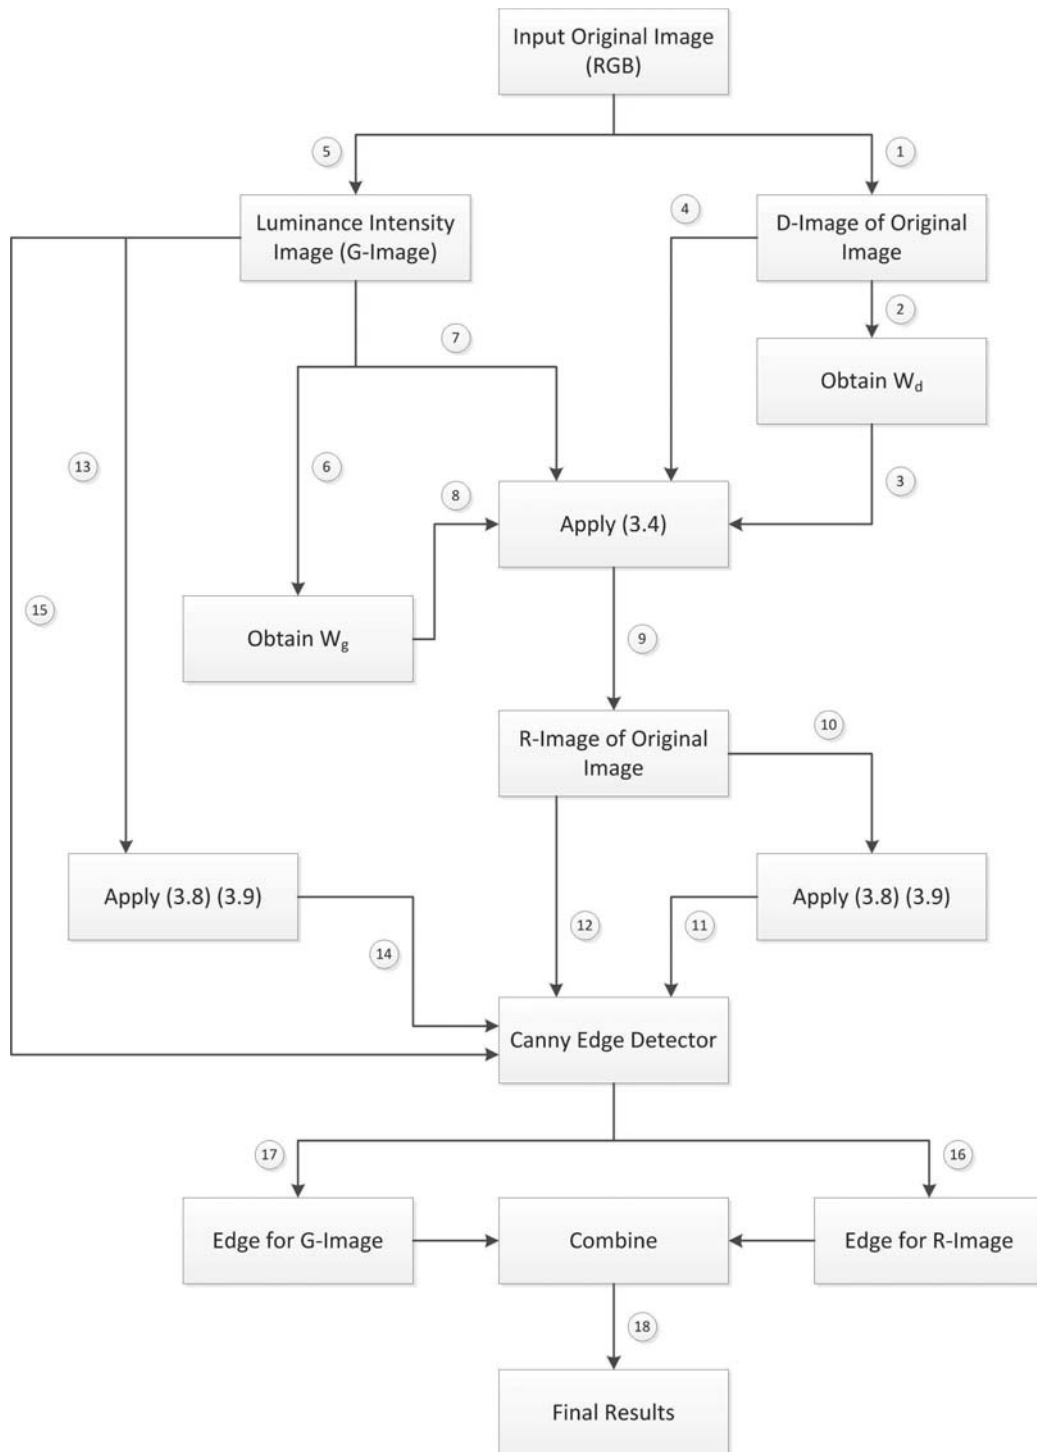 Input Original Image
(RGB)
5
1
Luminance Intensity
Image (G-Image)
4
D-Image of Original
Image
2
7
Obtain Wd
13
6
8
3
Apply (3.4)
15
Obtain Wg
9
R-Image of Original
Image
10
Apply (3.8) (3.9)
Apply (3.8) (3.9)
14
12
11
Canny Edge Detector
17
16
Edge for G-Image
Combine
Edge for R-Image
18
Final Results